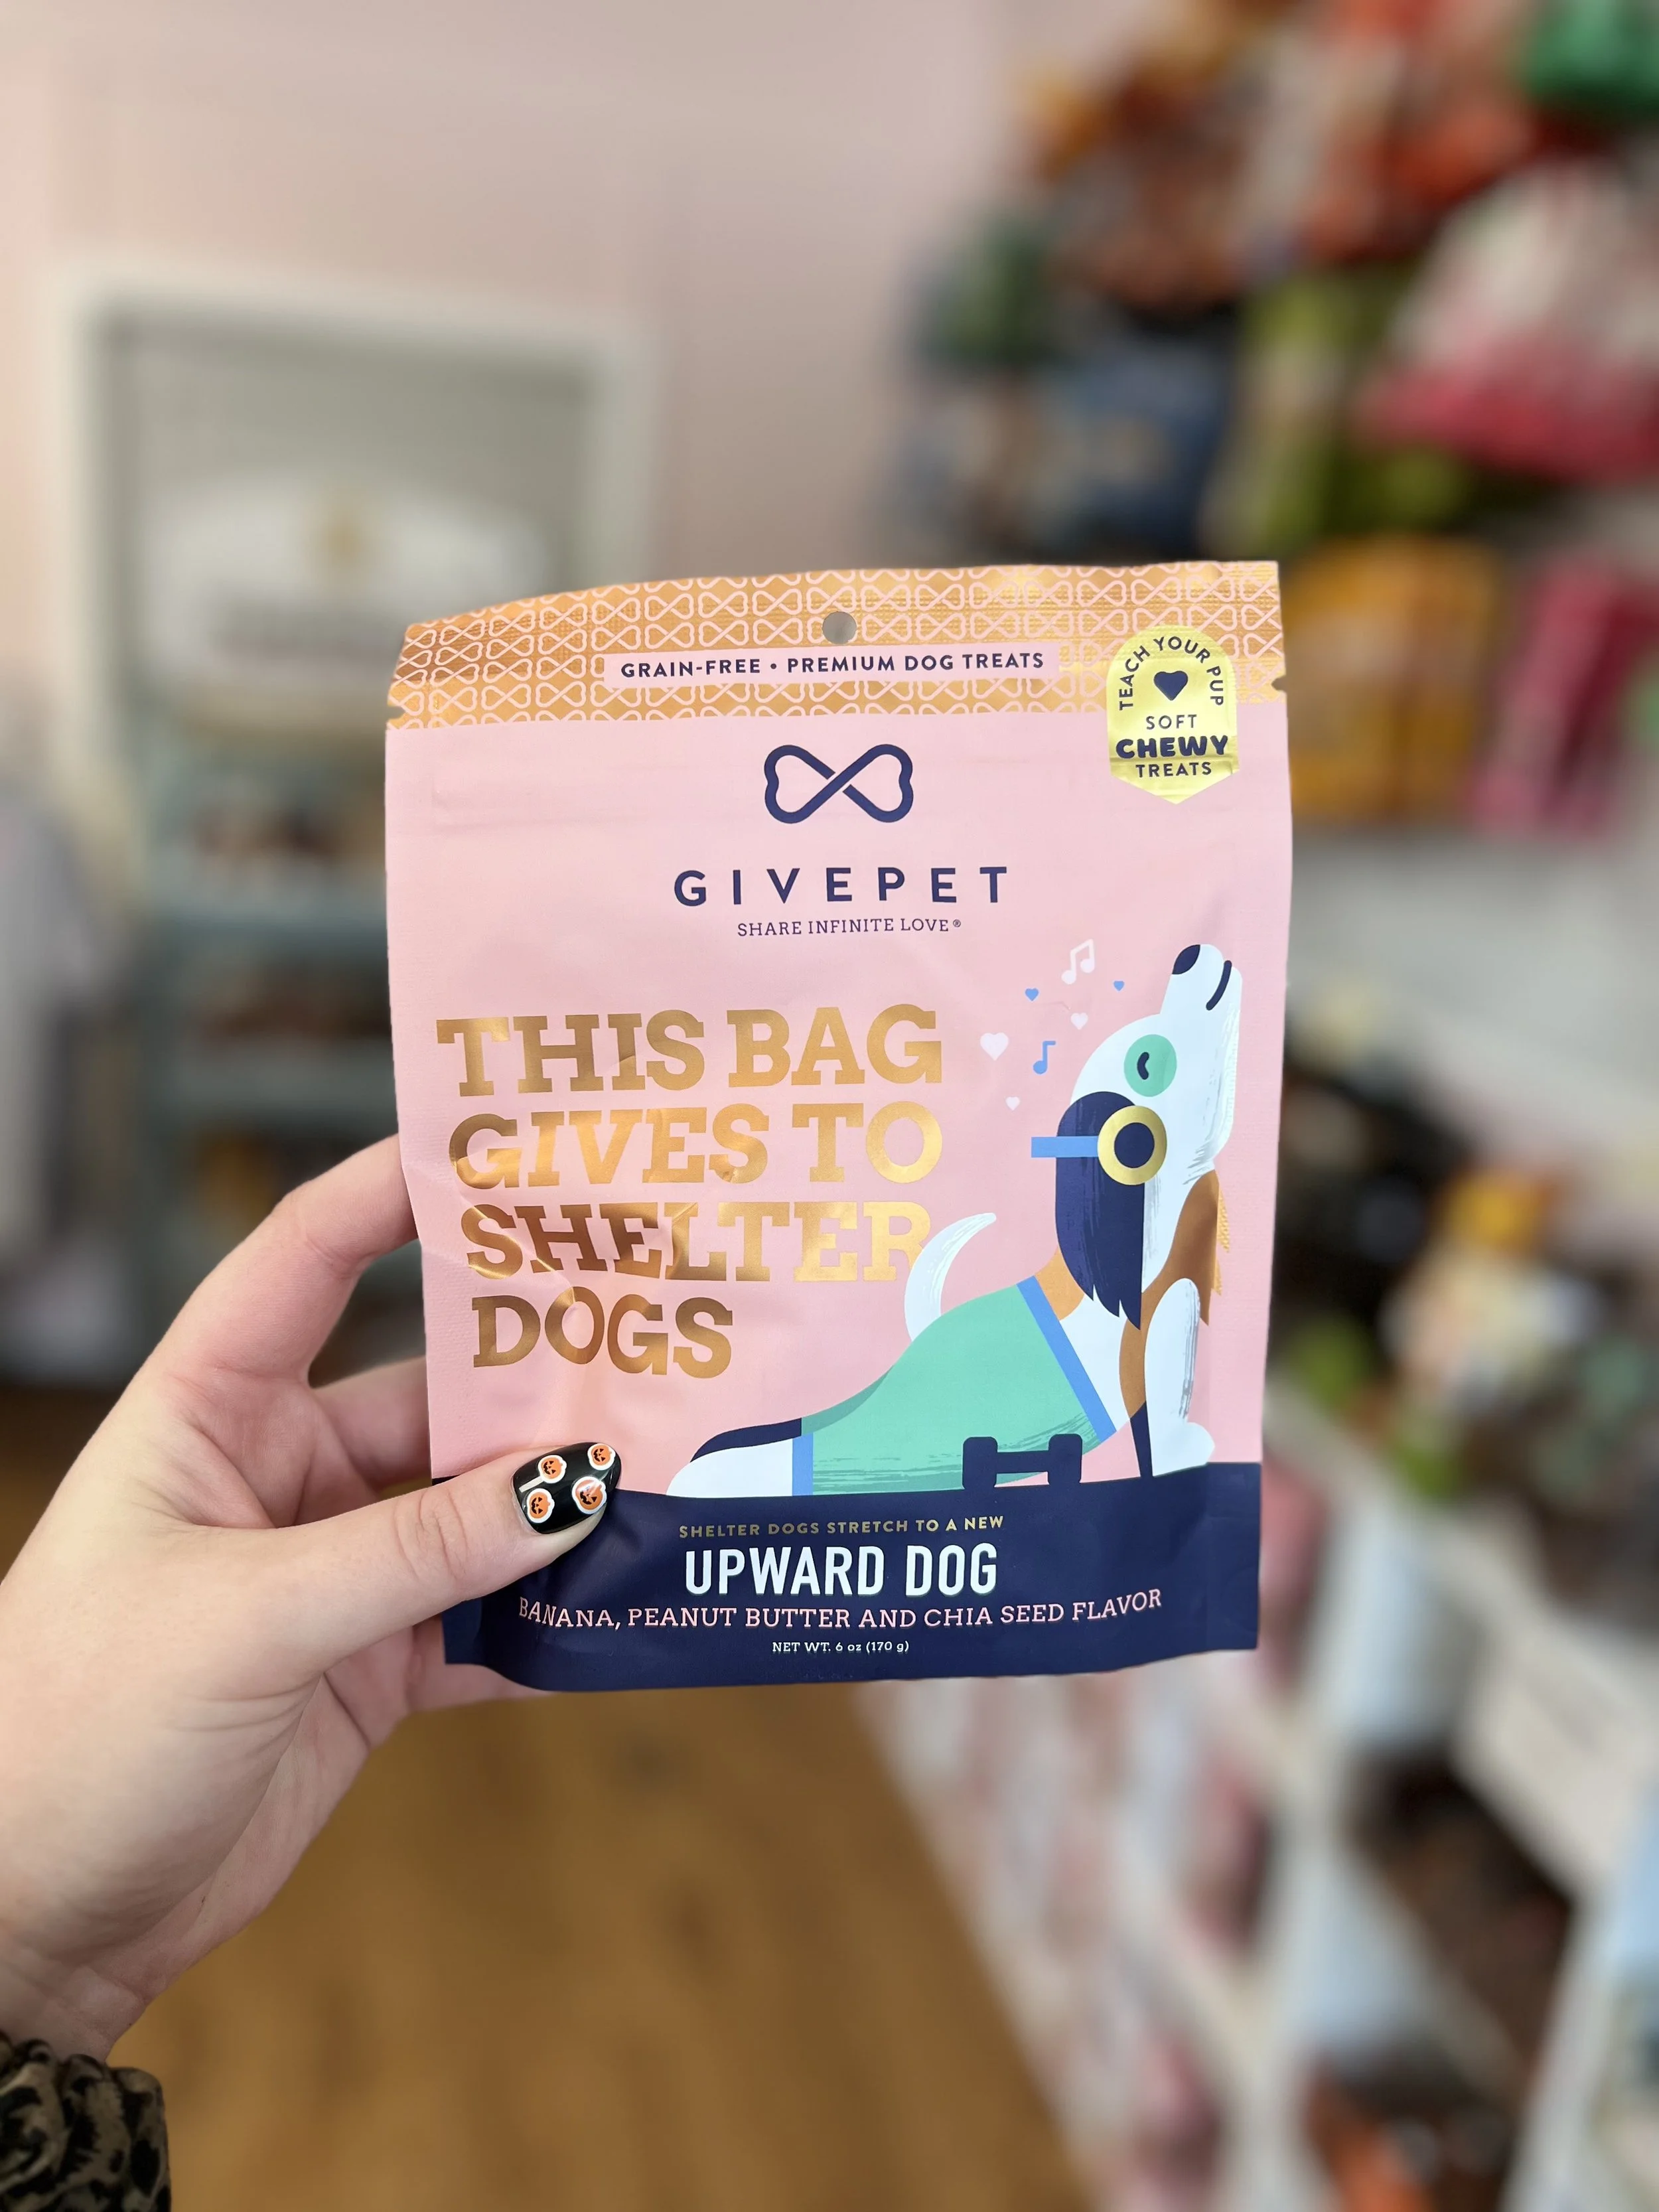 GRAIN-FREE • PREMIUM DOG TREATS
TEACH YOUR PUP
SOFT
CHEWY
TREATS
GIVEPET
SHARE INFINITE LOVE®
THIS BAG
GIVES TO
SHELTER
DOGS
SHELTER DOGS STRETCH TO A NEW
UPWARD DOG
BANANA, PEANUT BUTTER AND CHIA SEED FLAVOR
NET WT. 6 oz (170 g)